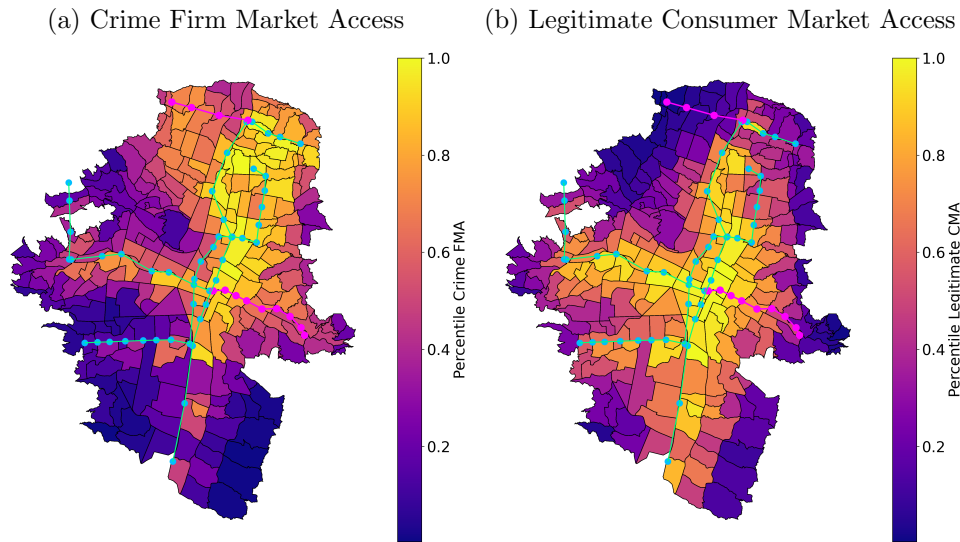 (a) Crime Firm Market Access
(b) Legitimate Consumer Market Access
1.0
0.8
0.6
0.4
0.2
Percentile Crime FMA
1.0
0.8
0.6
0.4
0.2
Percentile Legitimate CMA